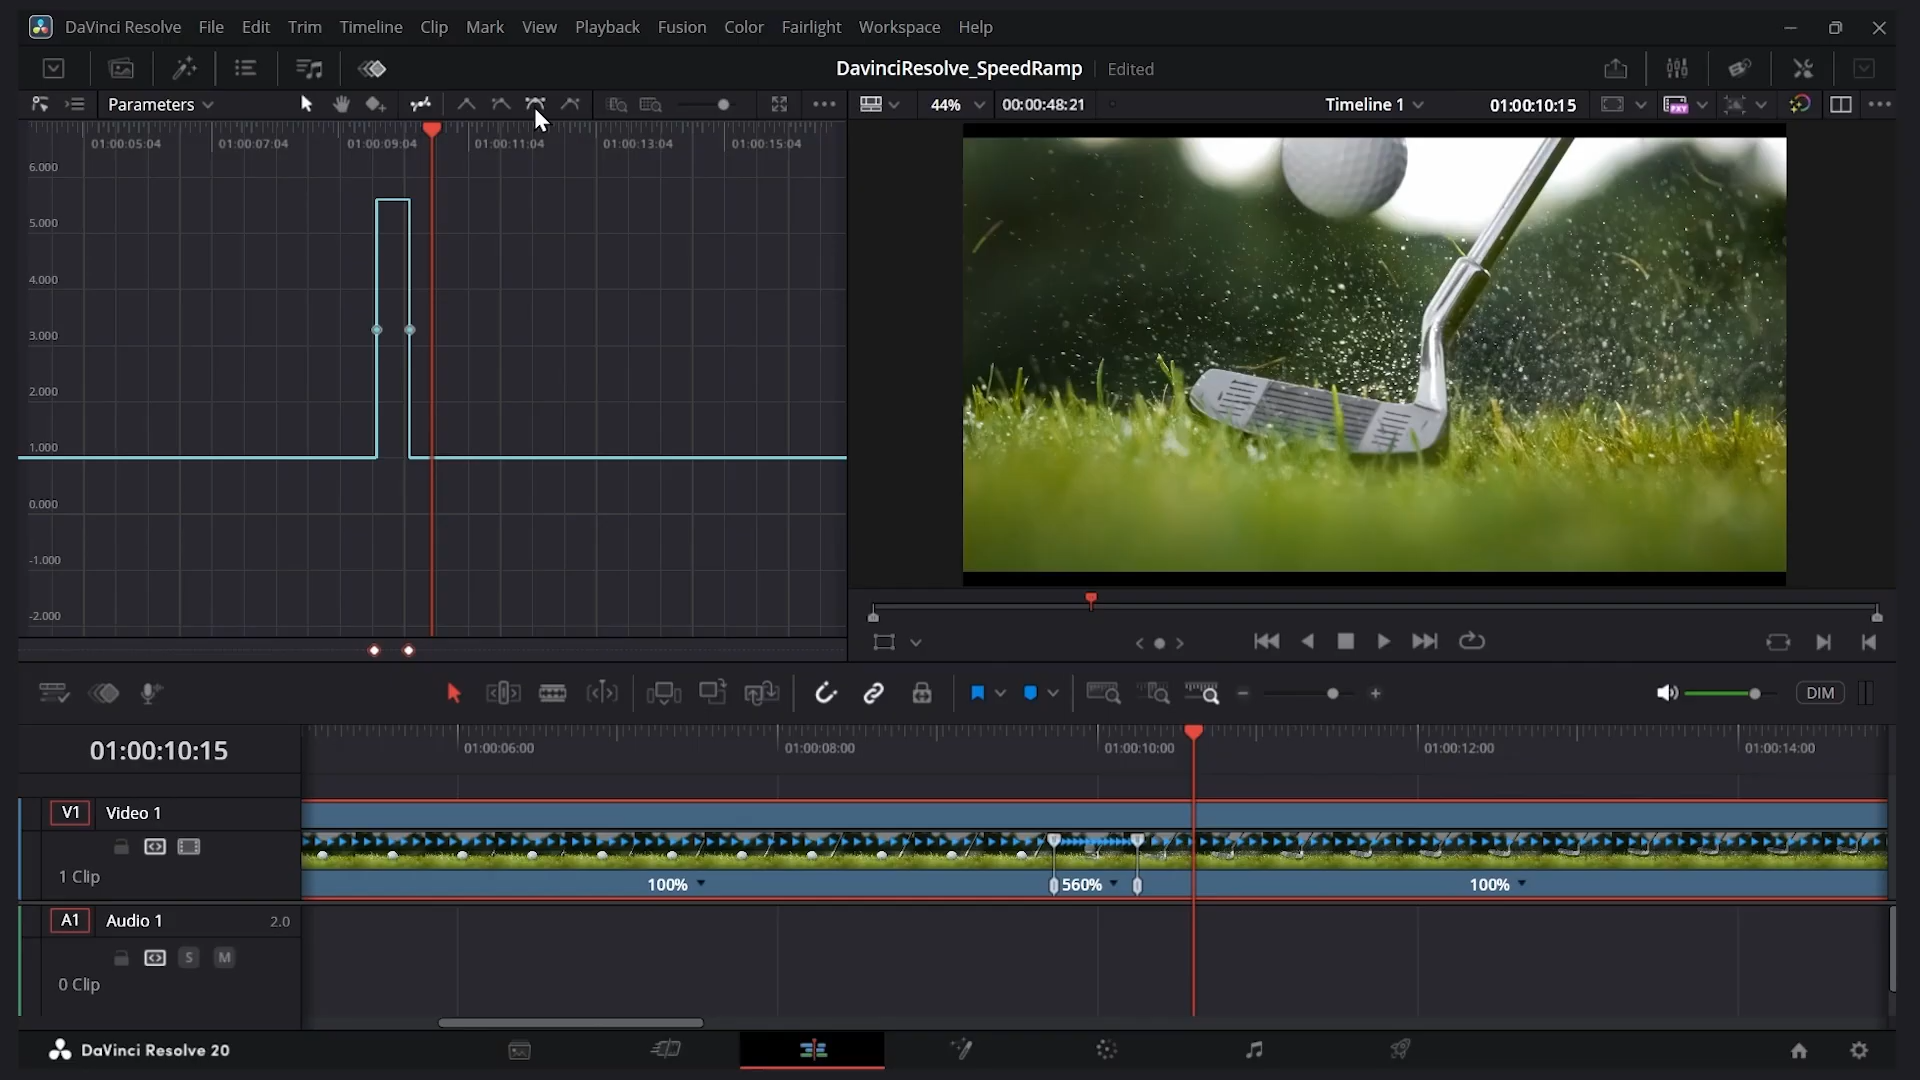 DaVinci Resolve File Edit Trim Timeline Clip Mark View Playback Fusion Color Fairlight Workspace Help
DavinciResolve_SpeedRamp Edited
Parameters
44% 00:00:48:21 Timeline 1 01:00:10:15
01:00:05:04 01:00:07:04 01:00:09:04 01:00:11:04 01:00:13:04 01:00:15:04
6.000
5.000
4.000
3.000
2.000
1.000
0.000
-1.000
-2.000
DIM
01:00:10:15
01:00:06:00 01:00:08:00 01:00:10:00 01:00:12:00 01:00:14:00
V1 Video 1
1 Clip
100% 560% 100%
A1 Audio 1 2.0
S M
0 Clip
DaVinci Resolve 20